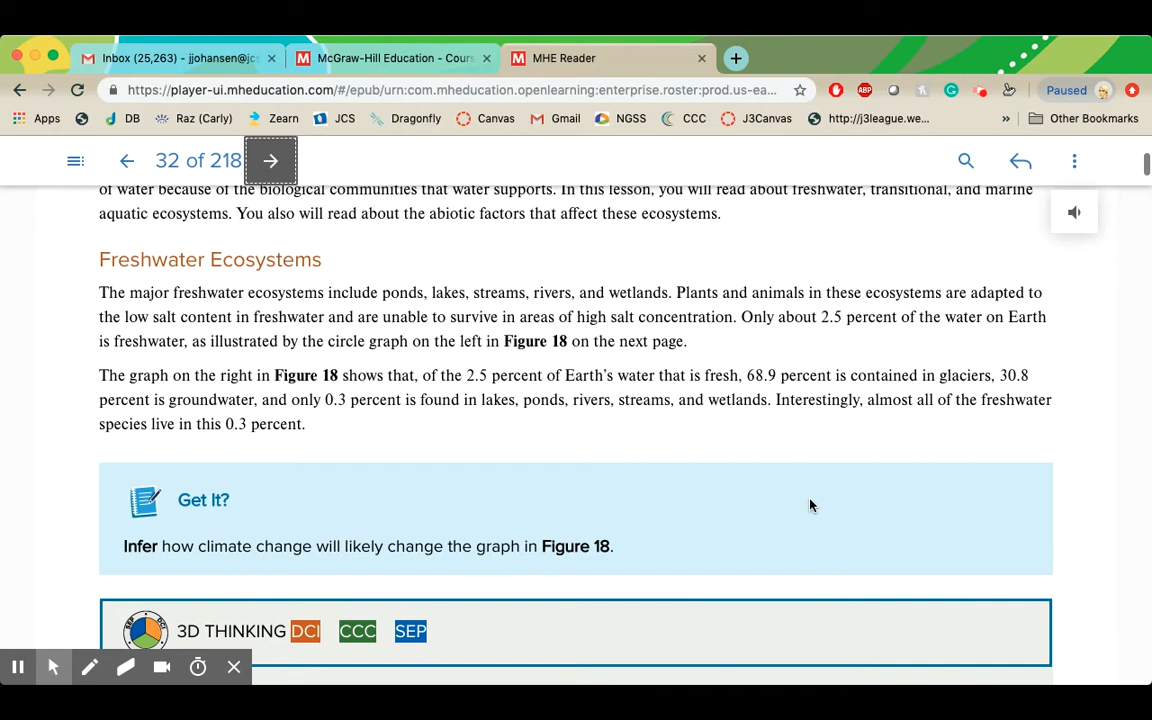 Inbox (25,263) - jjohansen@jcs
McGraw-Hill Education - Cours
MHE Reader
https://player-ui.mheducation.com/#/epub/urn:com.mheducation.openlearning:enterprise.roster:prod.us-ea...
ABP
Paused
Apps DB Raz (Carly) Zearn JCS Dragonfly Canvas Gmail NGSS CCC J3Canvas http://j3league.we... » Other Bookmarks
32 of 218
of water because of the biological communities that water supports. In this lesson, you will read about freshwater, transitional, and marine
aquatic ecosystems. You also will read about the abiotic factors that affect these ecosystems.
Freshwater Ecosystems
The major freshwater ecosystems include ponds, lakes, streams, rivers, and wetlands. Plants and animals in these ecosystems are adapted to
the low salt content in freshwater and are unable to survive in areas of high salt concentration. Only about 2.5 percent of the water on Earth
is freshwater, as illustrated by the circle graph on the left in Figure 18 on the next page.
The graph on the right in Figure 18 shows that, of the 2.5 percent of Earth's water that is fresh, 68.9 percent is contained in glaciers, 30.8
percent is groundwater, and only 0.3 percent is found in lakes, ponds, rivers, streams, and wetlands. Interestingly, almost all of the freshwater
species live in this 0.3 percent.
Get It?
Infer how climate change will likely change the graph in Figure 18.
SEP DCI
3D THINKING DCI CCC SEP